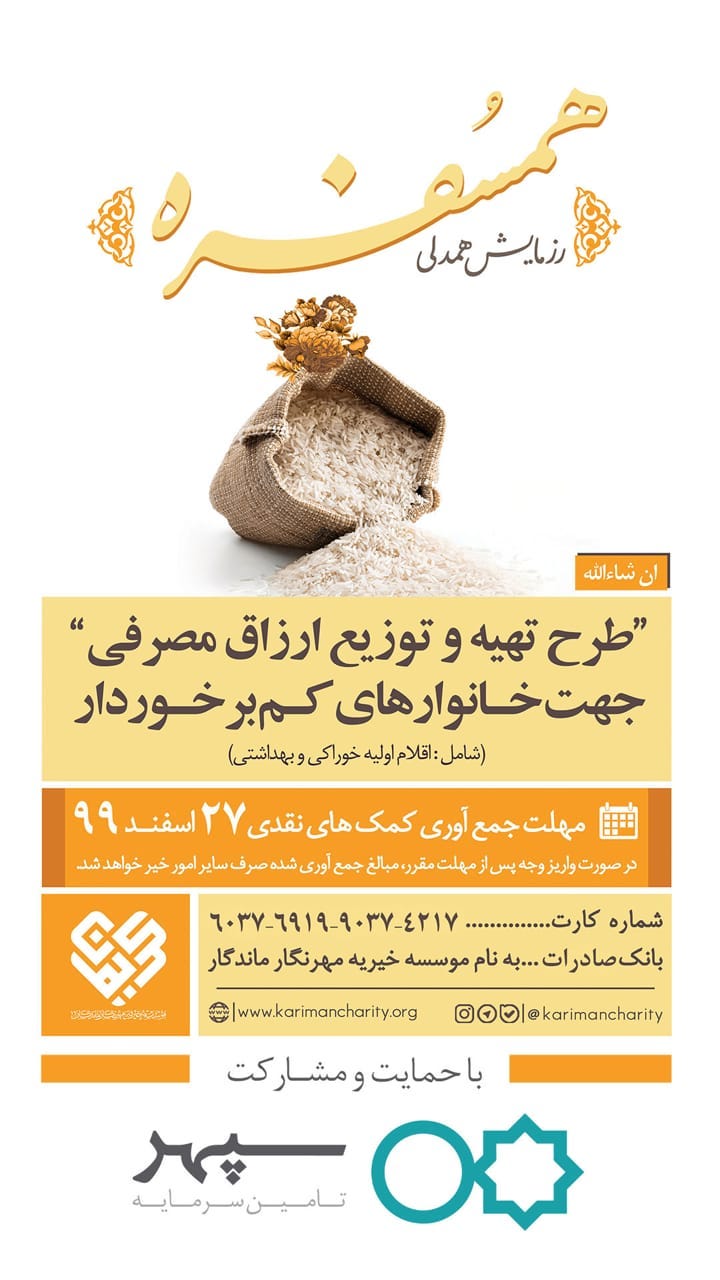 همسُفره
رزمایش همدلی
ان شاءالله
”طرح تهیه و توزیع ارزاق مصرفی“
جهت خانوارهای کم‌برخوردار
(شامل : اقلام اولیه خوراکی و بهداشتی)
مهلت جمع آوری کمک های نقدی ۲۷ اسفند ۹۹
در صورت واریز وجه پس از مهلت مقرر، مبالغ جمع آوری شده صرف سایر امور خیر خواهد شد.
شماره کارت............... ۶۰۳۷-۶۹۱۹-۹۰۳۷-۴۲۱۷
بانک صادرات ...به نام موسسه خیریه مهرنگار ماندگار
@karimancharity
www.karimancharity.org
با حمایت و مشارکت
سپهر
تامین سرمایه